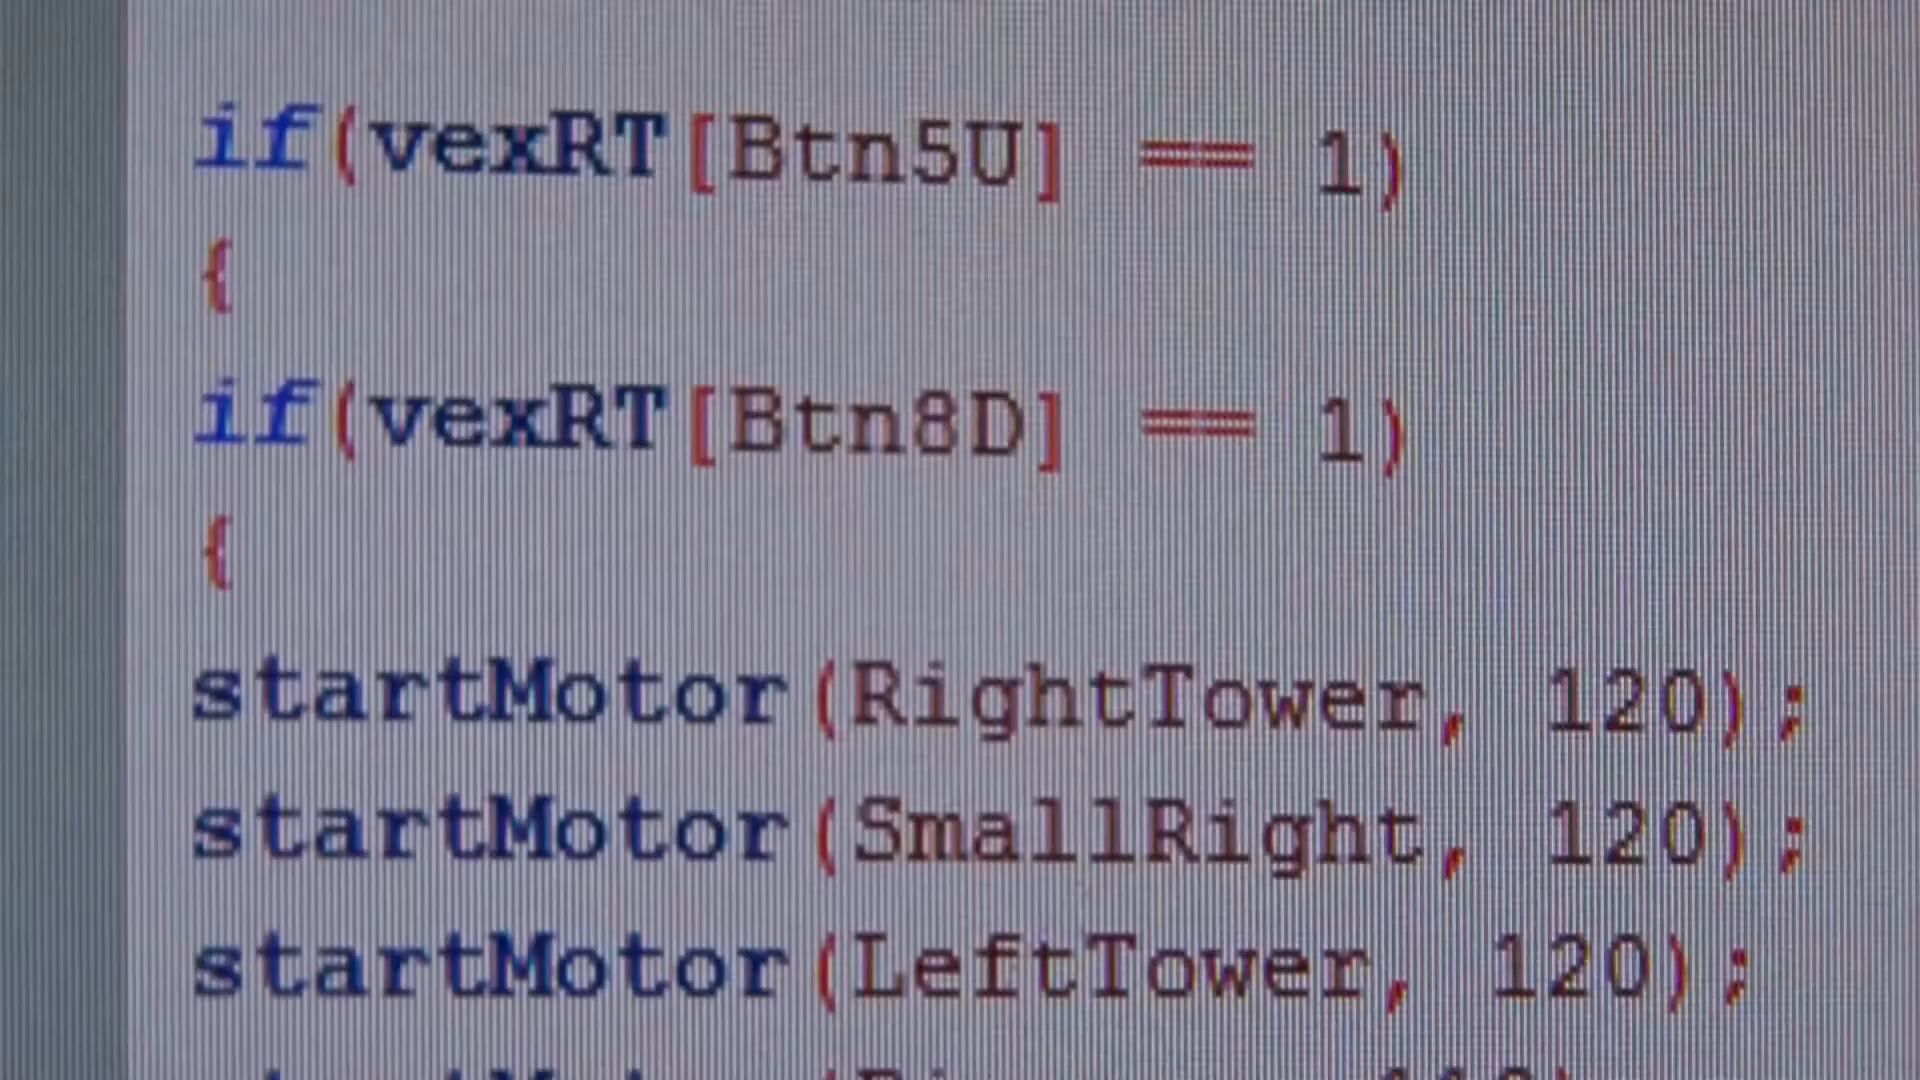 if(vexRT[Btn5U] == 1)
{
if(vexRT[Btn8D] == 1)
{
startMotor(RightTower, 120);
startMotor(SmallRight, 120);
startMotor(LeftTower, 120);